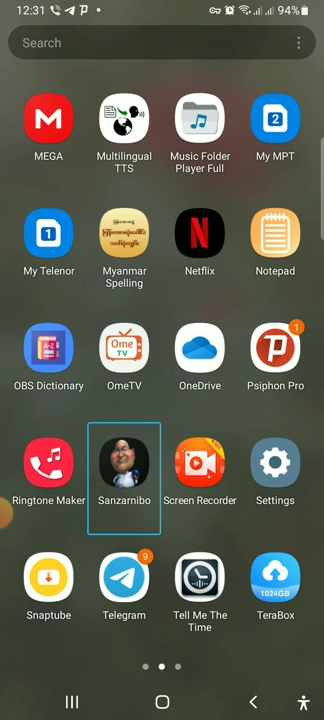 12:31
94%
Search
MEGA
Multilingual TTS
Music Folder Player Full
2
My MPT
1
My Telenor
Myanmar Spelling
Netflix
Notepad
A-Z
OBS Dictionary
Ome TV
OmeTV
OneDrive
1
Psiphon Pro
Ringtone Maker
Sanzarnibo
Screen Recorder
Settings
Snaptube
9
Telegram
Tell Me The Time
1024GB
TeraBox